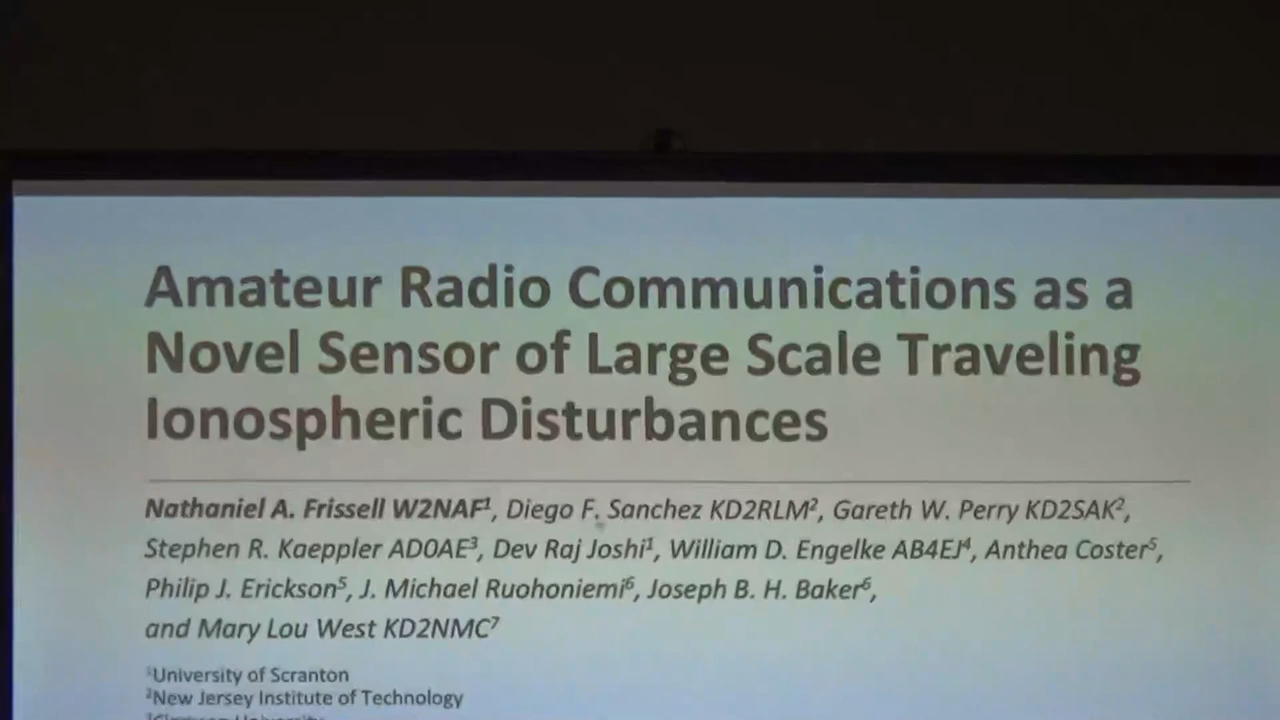 Amateur Radio Communications as a
Novel Sensor of Large Scale Traveling
Ionospheric Disturbances
Nathaniel A. Frissell W2NAF¹, Diego F. Sanchez KD2RLM², Gareth W. Perry KD2SAK²,
Stephen R. Kaeppler AD0AE³, Dev Raj Joshi¹, William D. Engelke AB4EJ⁴, Anthea Coster⁵,
Philip J. Erickson⁵, J. Michael Ruohoniemi⁶, Joseph B. H. Baker⁶,
and Mary Lou West KD2NMC⁷
¹University of Scranton
²New Jersey Institute of Technology